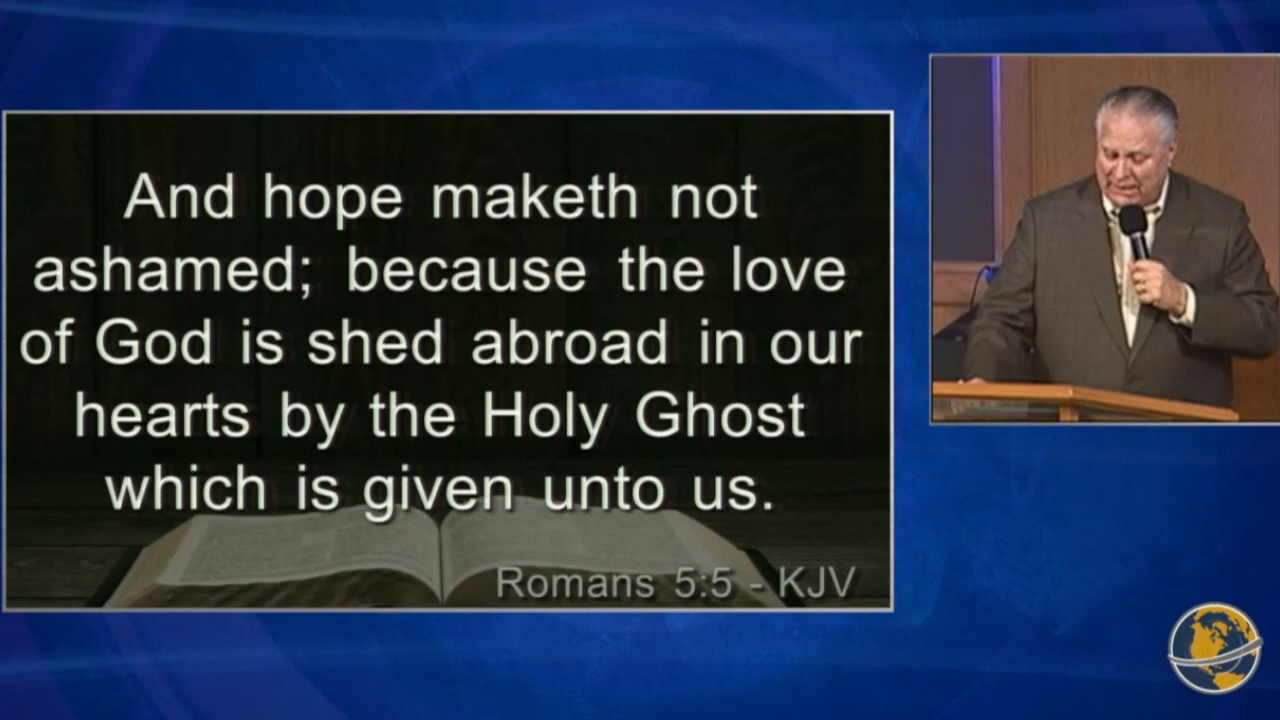 And hope maketh not
ashamed; because the love
of God is shed abroad in our
hearts by the Holy Ghost
which is given unto us.
Romans 5:5 - KJV